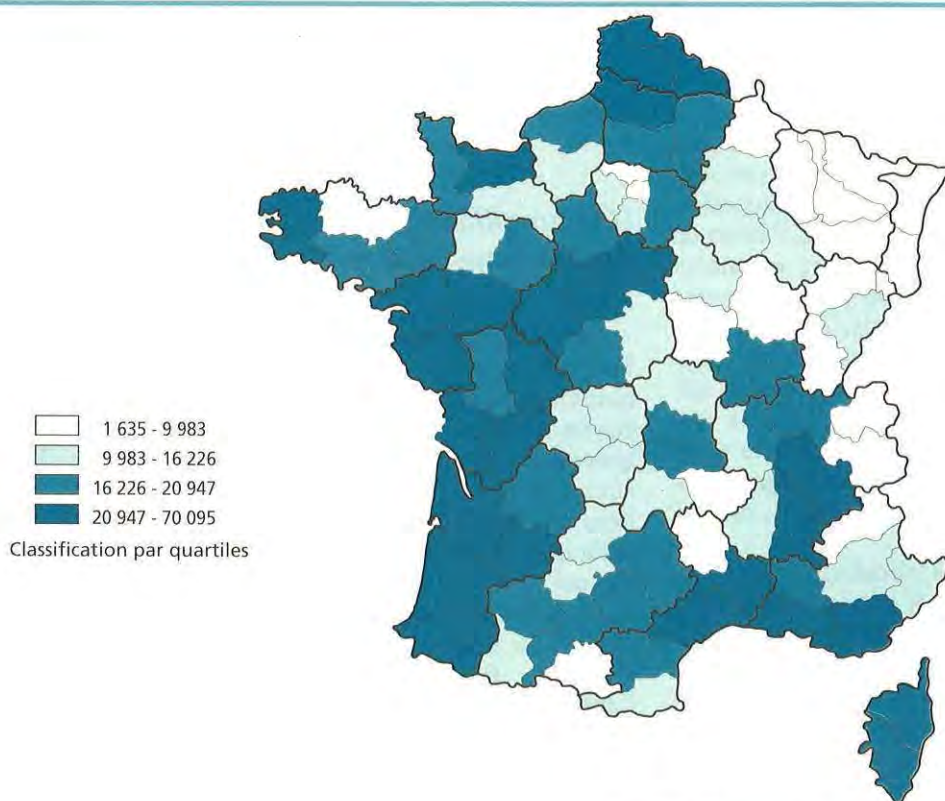 1 635 - 9 983
9 983 - 16 226
16 226 - 20 947
20 947 - 70 095
Classification par quartiles